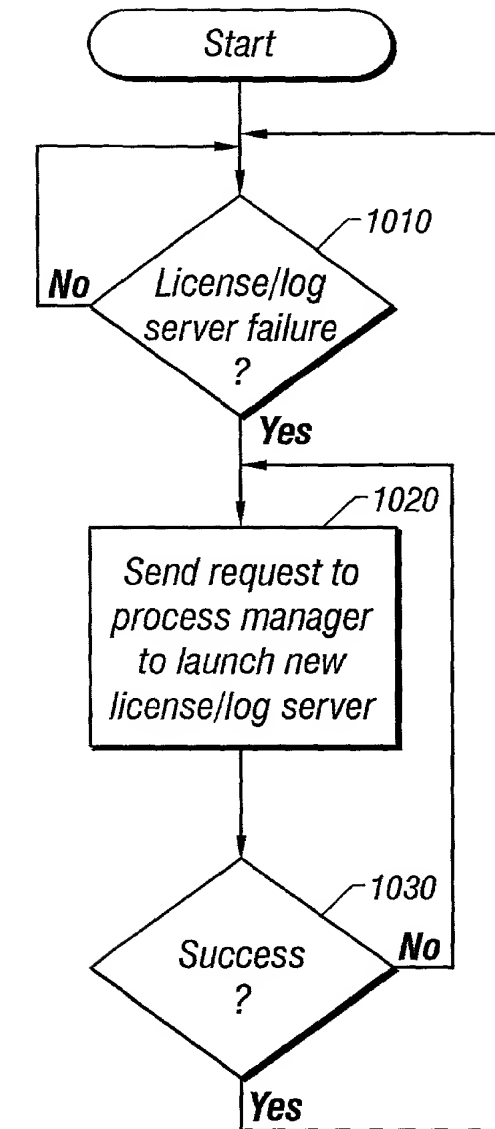 Start
1010
No
License/log
server failure
?
Yes
1020
Send request to
process manager
to launch new
license/log server
1030
Success
?
No
Yes